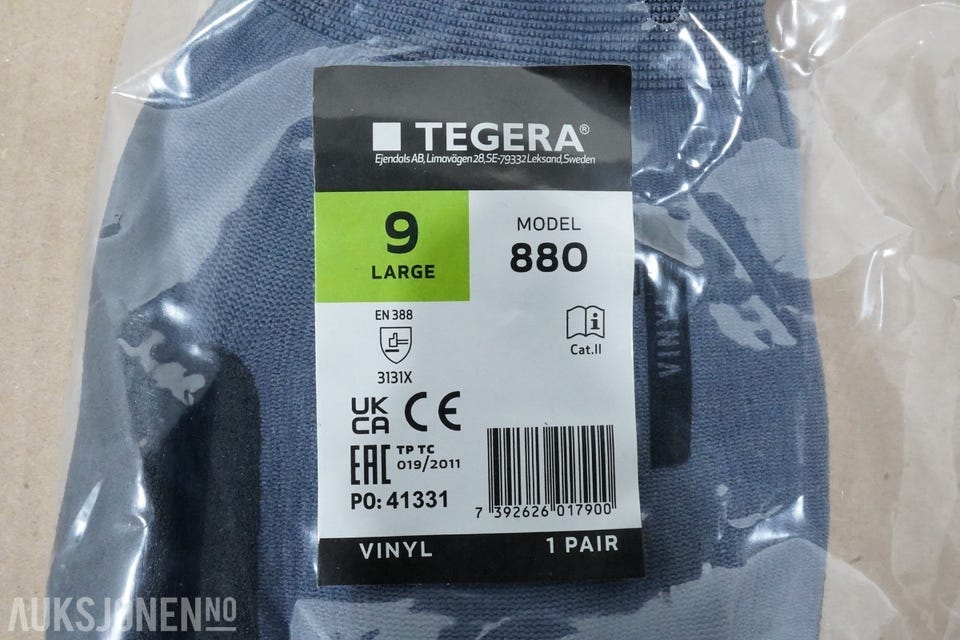 TEGERA®
Ejendals AB, Limavägen 28, SE-79332 Leksand, Sweden
9
LARGE
MODEL
880
EN 388
3131X
Cat.II
UK
CA
CE
EAC
TP TC
019/2011
PO: 41331
7 392626 017900
VINYL
1 PAIR
VINY
AUKSJONEN.NO